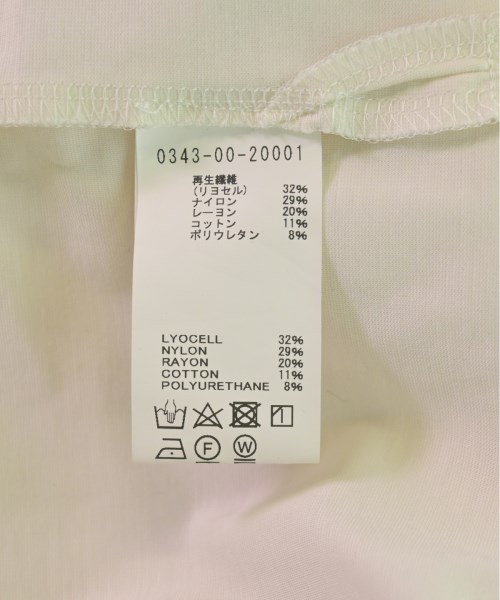 0343-00-20001
再生繊維
(リヨセル) 32%
ナイロン 29%
レーヨン 20%
コットン 11%
ポリウレタン 8%
LYOCELL 32%
NYLON 29%
RAYON 20%
COTTON 11%
POLYURETHANE 8%
F W